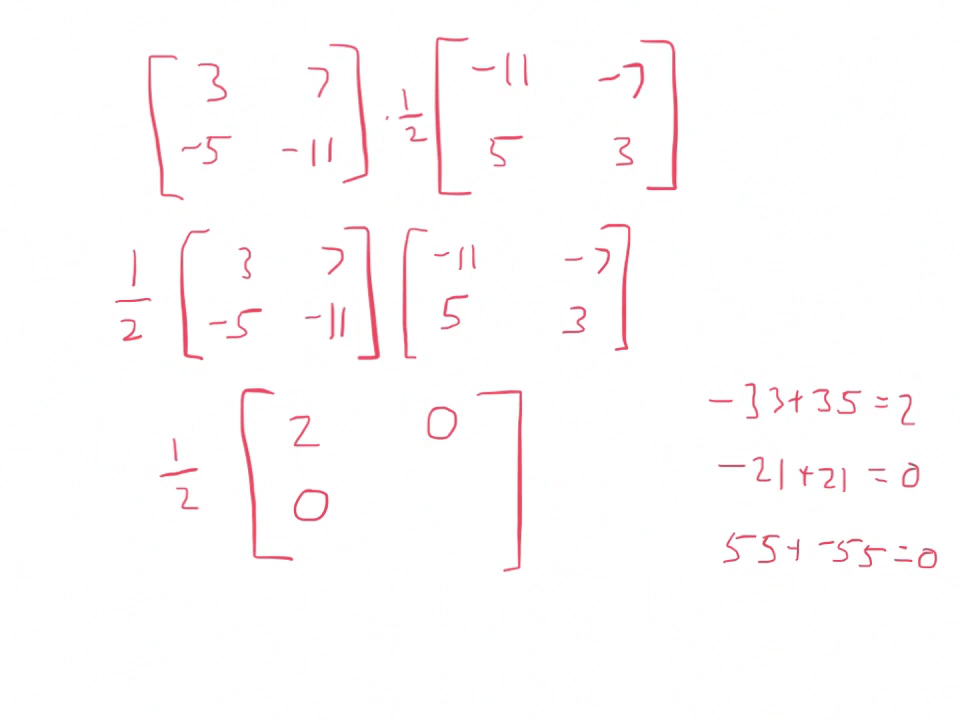 [ 3 7 ] · 1/2 [ -11 -7 ]
[ -5 -11 ] [ 5 3 ]
1/2 [ 3 7 ] [ -11 -7 ]
[ -5 -11 ] [ 5 3 ]
1/2 [ 2 0 ]
[ 0 ]
-33+35=2
-21+21=0
55+-55=0